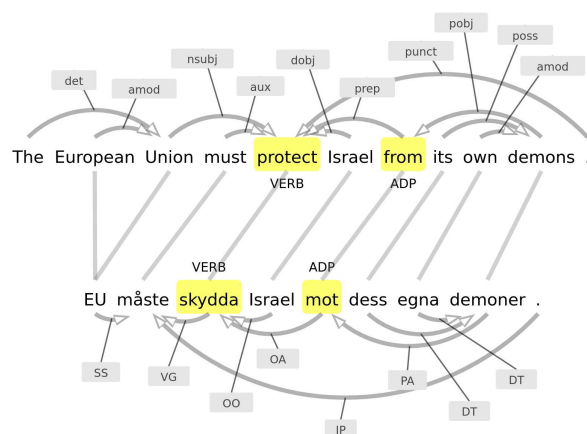 pobj
punct
poss
nsubj
dobj
amod
det
amod
aux
prep
The European Union must protect Israel from its own demons .
VERB
ADP
VERB
ADP
EU måste skydda Israel mot dess egna demoner .
SS
VG
OO
OA
PA
DT
DT
IP